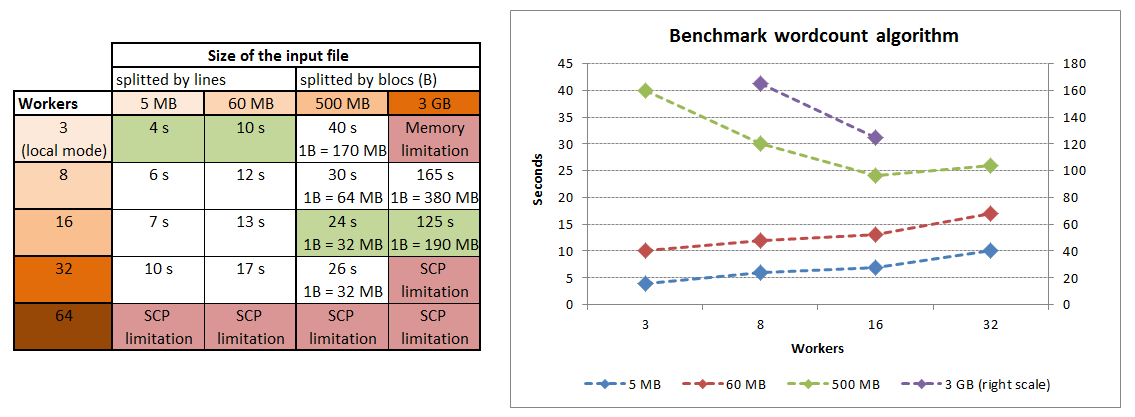 Size of the input file
splitted by lines
splitted by blocs (B)
Workers
5 MB
60 MB
500 MB
3 GB
3
(local mode)
4 s
10 s
40 s
1B = 170 MB
Memory
limitation
8
6 s
12 s
30 s
1B = 64 MB
165 s
1B = 380 MB
16
7 s
13 s
24 s
1B = 32 MB
125 s
1B = 190 MB
32
10 s
17 s
26 s
1B = 32 MB
SCP
limitation
64
SCP
limitation
SCP
limitation
SCP
limitation
SCP
limitation
Benchmark wordcount algorithm
Seconds
45
40
35
30
25
20
15
10
5
0
180
160
140
120
100
80
60
40
20
0
3
8
16
32
Workers
5 MB
60 MB
500 MB
3 GB (right scale)